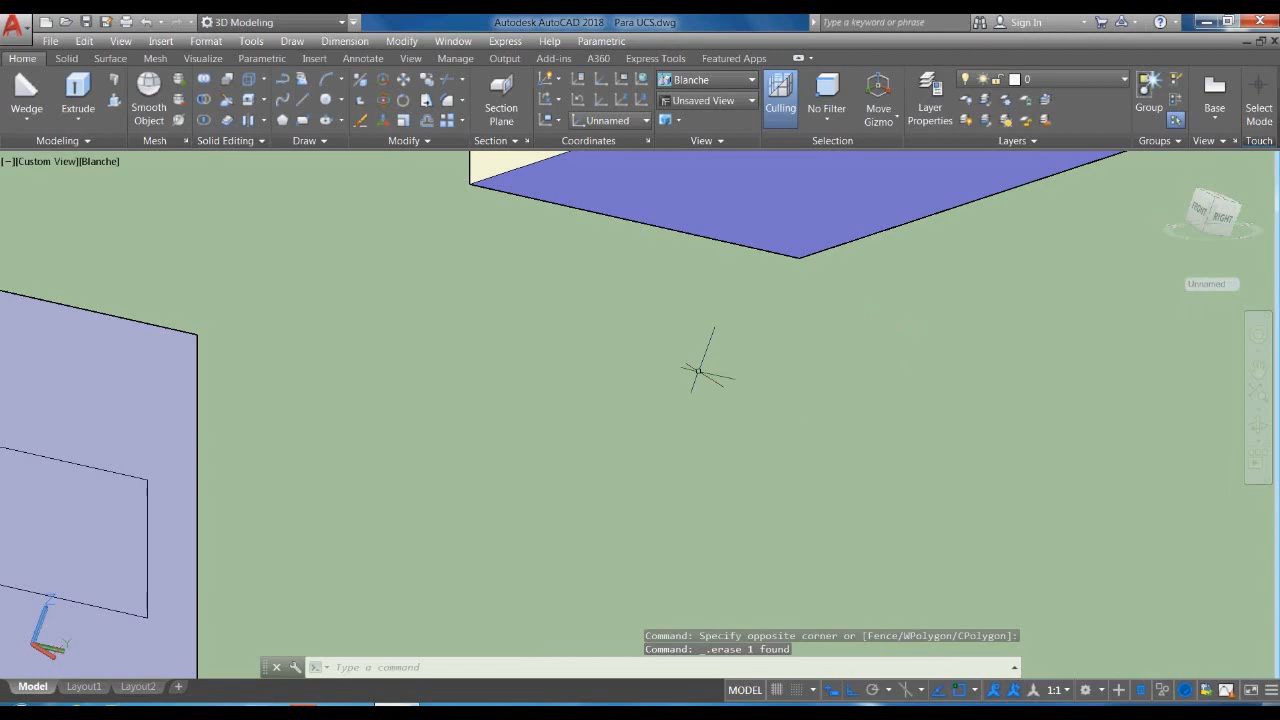 3D Modeling
Autodesk AutoCAD 2018 Para UCS.dwg
Type a keyword or phrase
Sign In
File Edit View Insert Format Tools Draw Dimension Modify Window Express Help Parametric
Home Solid Surface Mesh Visualize Parametric Insert Annotate View Manage Output Add-ins A360 Express Tools Featured Apps
Wedge
Extrude
Smooth Object
Section Plane
Unnamed
Blanche
Unsaved View
Culling
No Filter
Move Gizmo
Layer Properties
0
Group
Base
Select Mode
Modeling Mesh Solid Editing Draw Modify Section Coordinates View Selection Layers Groups View Touch
[−][Custom View][Blanche]
FRONT RIGHT
Unnamed
Z
Y
Command: Specify opposite corner or [Fence/WPolygon/CPolygon]:
Command: _.erase 1 found
Type a command
Model Layout1 Layout2 +
MODEL
1:1